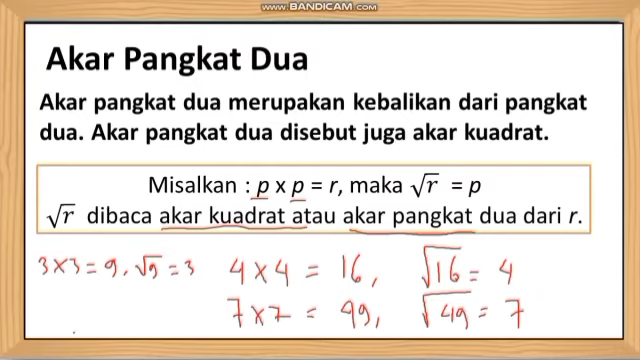 www.BANDICAM.com
Akar Pangkat Dua
Akar pangkat dua merupakan kebalikan dari pangkat
dua. Akar pangkat dua disebut juga akar kuadrat.
Misalkan : p x p = r, maka √r = p
√r dibaca akar kuadrat atau akar pangkat dua dari r.
3 x 3 = 9, √9 = 3
4 x 4 = 16, √16 = 4
7 x 7 = 49, √49 = 7